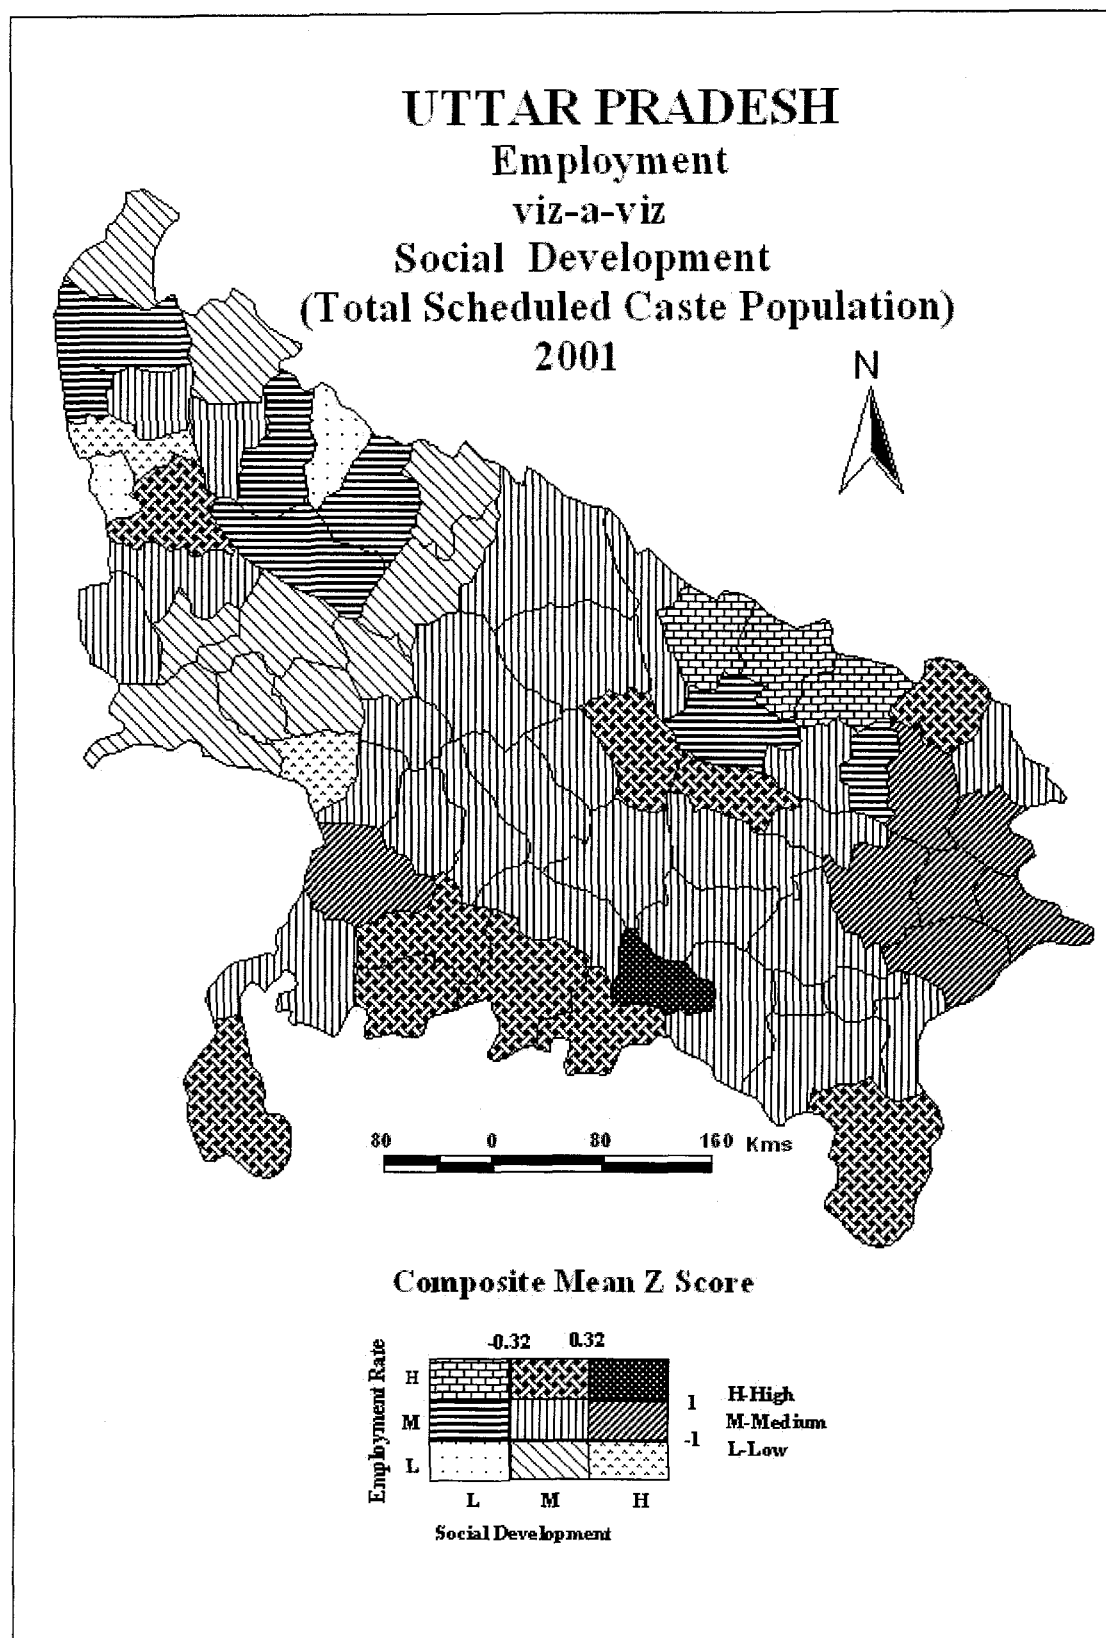 UTTAR PRADESH
Employment
viz-a-viz
Social Development
(Total Scheduled Caste Population)
2001
N
80 0 80 160 Kms
Composite Mean Z Score
-0.32 0.32
Employment Rate
H
M
L
1
-1
H-High
M-Medium
L-Low
L M H
Social Development